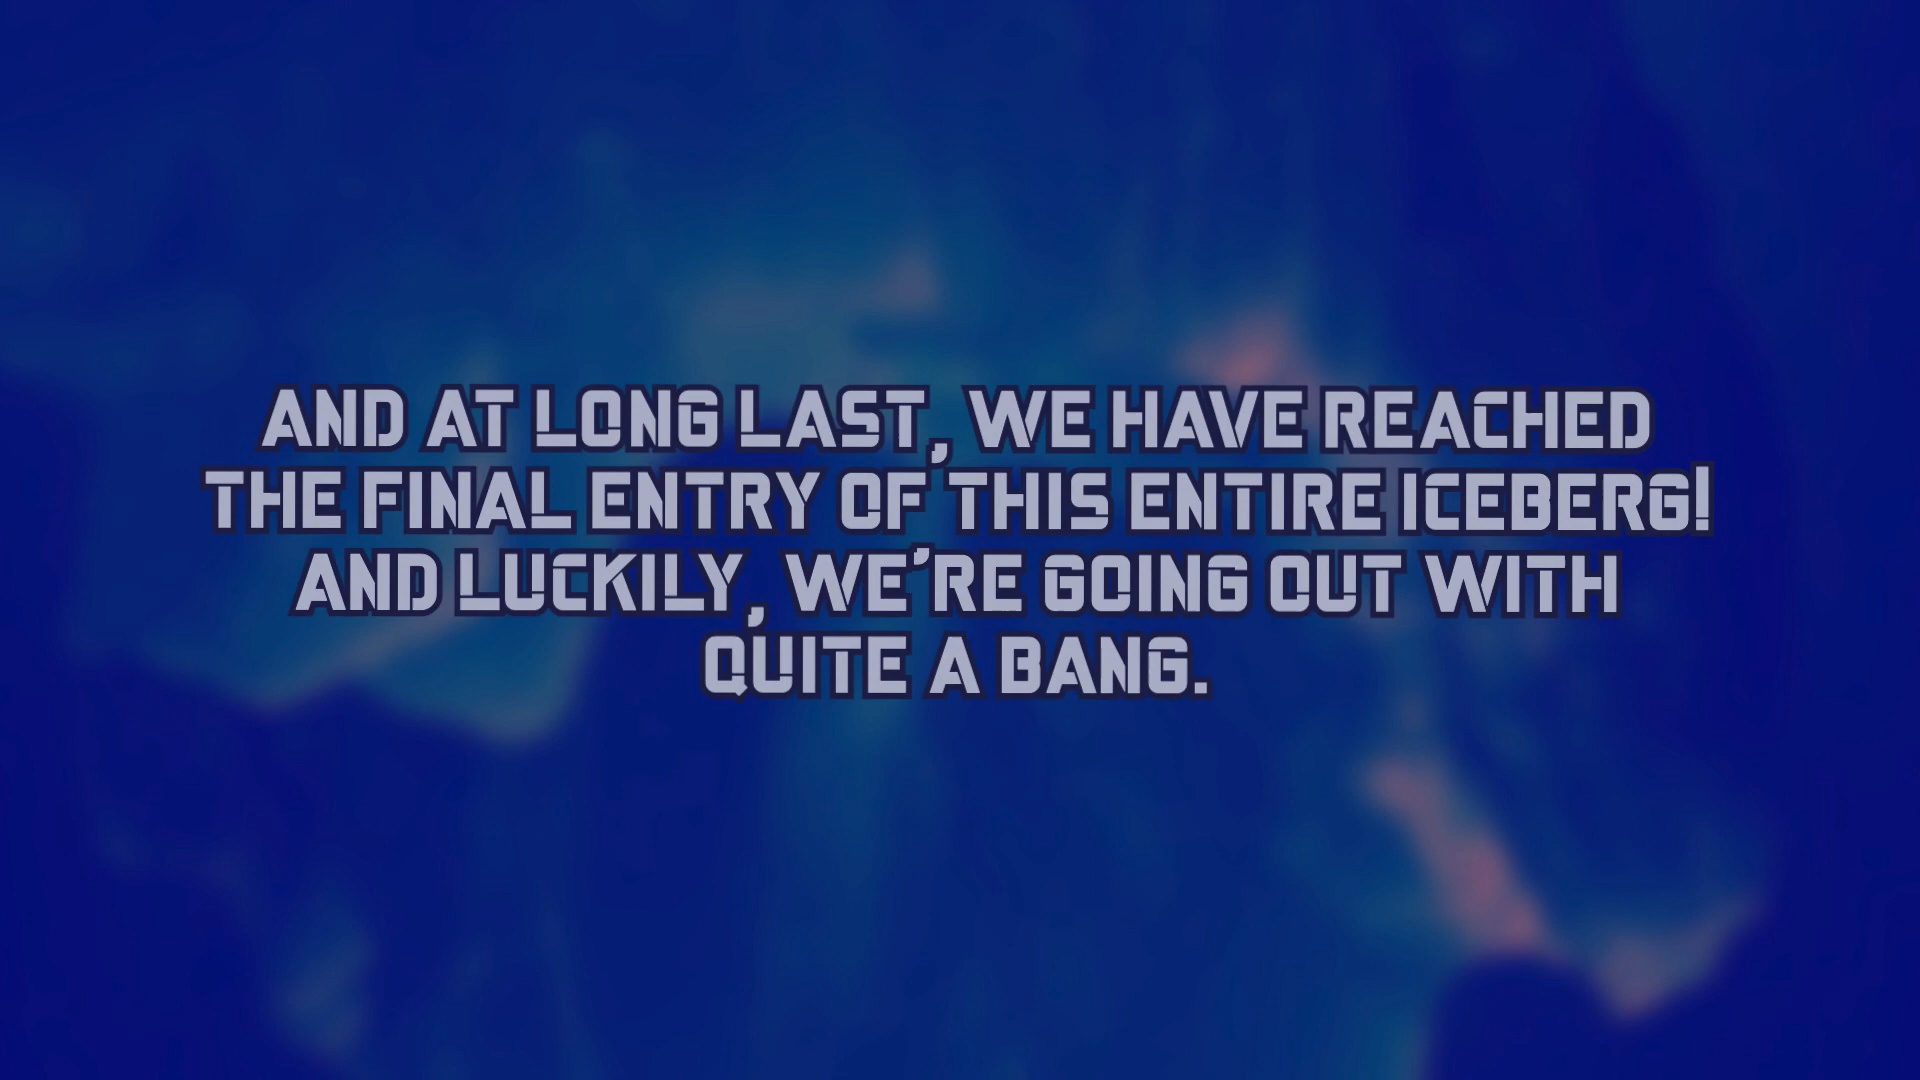 AND AT LONG LAST, WE HAVE REACHED
THE FINAL ENTRY OF THIS ENTIRE ICEBERG!
AND LUCKILY, WE'RE GOING OUT WITH
QUITE A BANG.